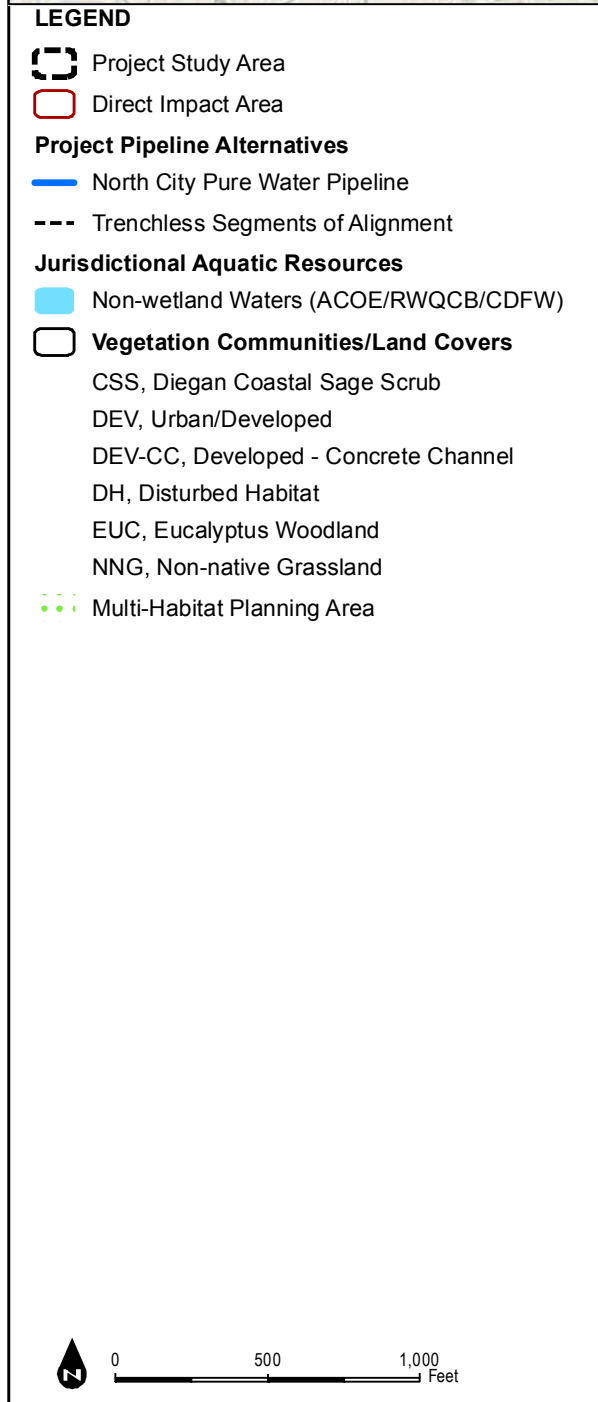 LEGEND
Project Study Area
Direct Impact Area
Project Pipeline Alternatives
North City Pure Water Pipeline
Trenchless Segments of Alignment
Jurisdictional Aquatic Resources
Non-wetland Waters (ACOE/RWQCB/CDFW)
Vegetation Communities/Land Covers
CSS, Diegan Coastal Sage Scrub
DEV, Urban/Developed
DEV-CC, Developed - Concrete Channel
DH, Disturbed Habitat
EUC, Eucalyptus Woodland
NNG, Non-native Grassland
Multi-Habitat Planning Area
N 0 500 1,000
Feet